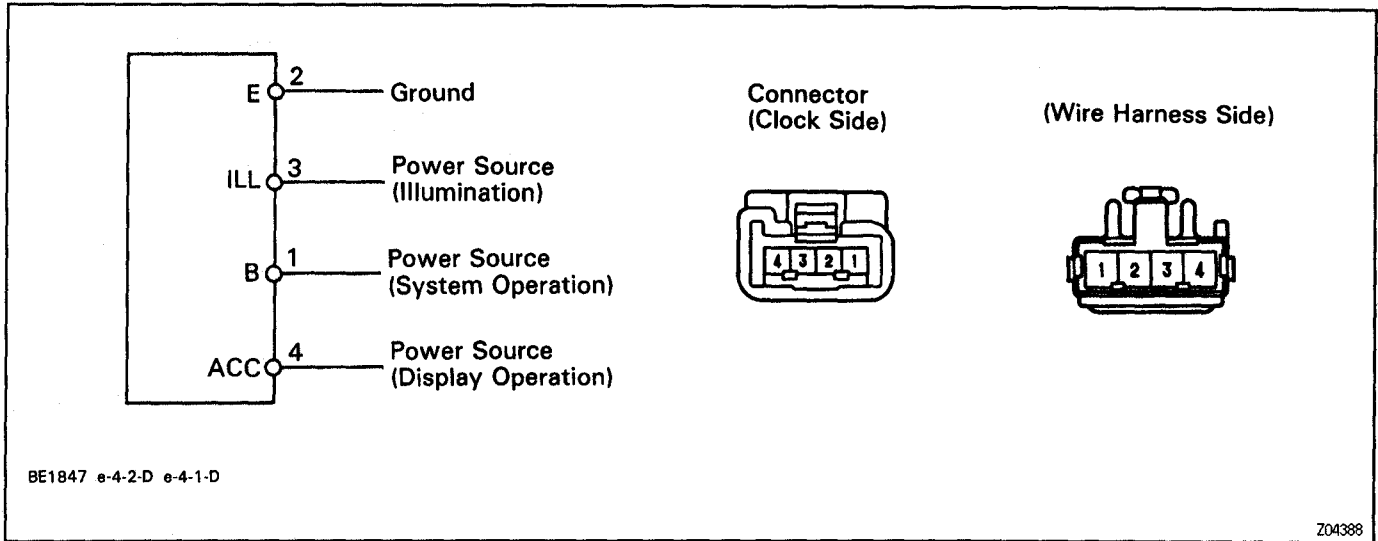 E 2 Ground
ILL 3 Power Source
(Illumination)
B 1 Power Source
(System Operation)
ACC 4 Power Source
(Display Operation)
Connector
(Clock Side)
4 3 2 1
(Wire Harness Side)
1 2 3 4
BE1847 e-4-2-D e-4-1-D
Z04388